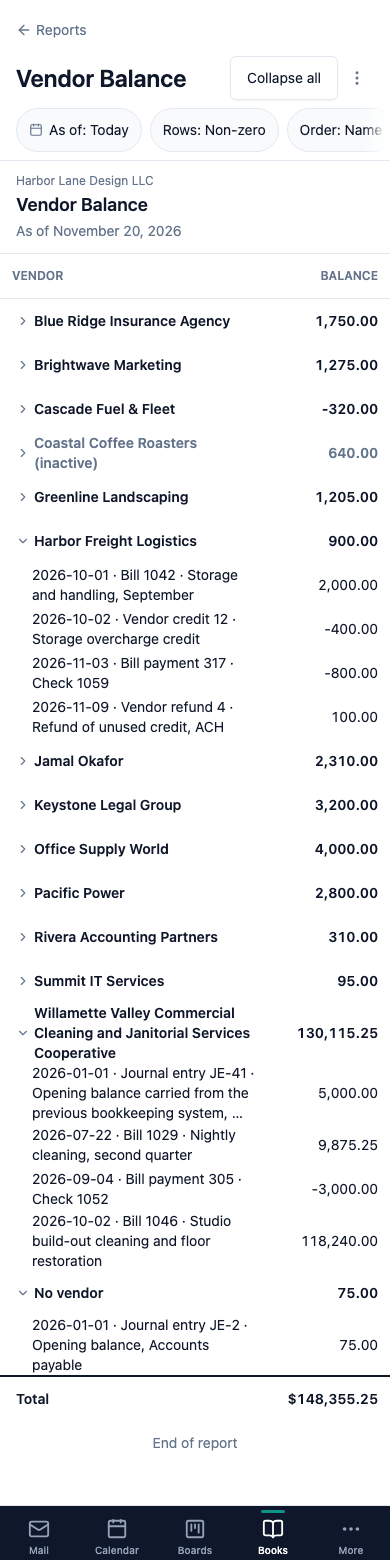 Reports
Vendor Balance
Collapse all
As of: Today
Rows: Non-zero
Order: Name
Harbor Lane Design LLC
Vendor Balance
As of November 20, 2026
VENDOR BALANCE
Blue Ridge Insurance Agency 1,750.00
Brightwave Marketing 1,275.00
Cascade Fuel & Fleet -320.00
Coastal Coffee Roasters
(inactive) 640.00
Greenline Landscaping 1,205.00
Harbor Freight Logistics 900.00
2026-10-01 · Bill 1042 · Storage
and handling, September 2,000.00
2026-10-02 · Vendor credit 12 ·
Storage overcharge credit -400.00
2026-11-03 · Bill payment 317 ·
Check 1059 -800.00
2026-11-09 · Vendor refund 4 ·
Refund of unused credit, ACH 100.00
Jamal Okafor 2,310.00
Keystone Legal Group 3,200.00
Office Supply World 4,000.00
Pacific Power 2,800.00
Rivera Accounting Partners 310.00
Summit IT Services 95.00
Willamette Valley Commercial
Cleaning and Janitorial Services 130,115.25
Cooperative
2026-01-01 · Journal entry JE-41 ·
Opening balance carried from the 5,000.00
previous bookkeeping system, ...
2026-07-22 · Bill 1029 · Nightly
cleaning, second quarter 9,875.25
2026-09-04 · Bill payment 305 ·
Check 1052 -3,000.00
2026-10-02 · Bill 1046 · Studio
build-out cleaning and floor 118,240.00
restoration
No vendor 75.00
2026-01-01 · Journal entry JE-2 ·
Opening balance, Accounts 75.00
payable
Total $148,355.25
End of report
Mail Calendar Boards Books More